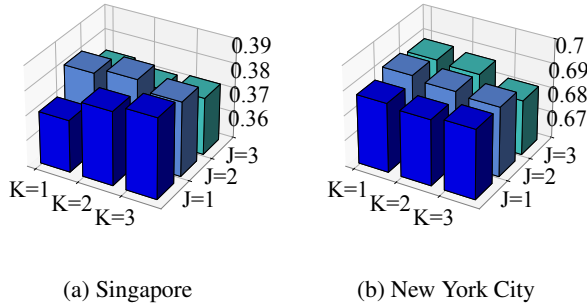 0.39
0.38
0.37
0.36
J=3
J=2
J=1
K=1
K=2
K=3
(a) Singapore
0.7
0.69
0.68
0.67
J=3
J=2
J=1
K=1
K=2
K=3
(b) New York City